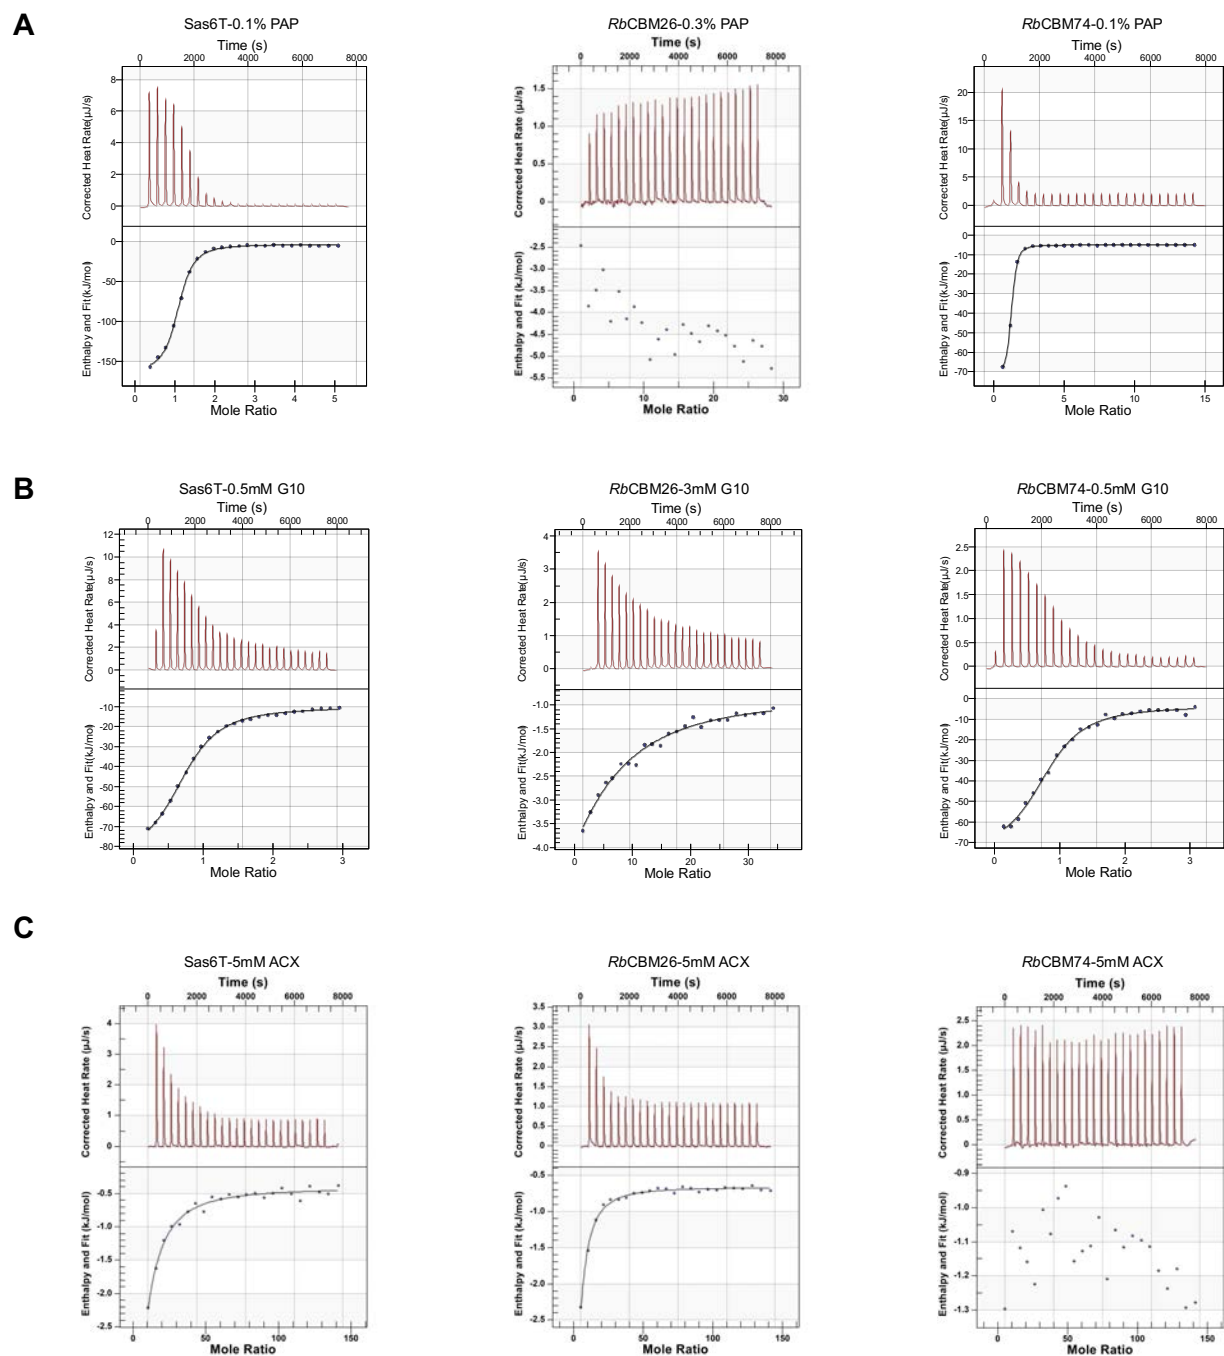 A
Sas6T-0.1% PAP
Time (s)
0 2000 4000 6000 8000
Corrected Heat Rate(µJ/s)
8
6
4
2
0
Enthalpy and Fit(kJ/mol)
0
-50
-100
-150
0 1 2 3 4 5
Mole Ratio
RbCBM26-0.3% PAP
Time (s)
0 2000 4000 6000 8000
Corrected Heat Rate (µJ/s)
1.5
1.0
0.5
0
Enthalpy and Fit (kJ/mol)
-2.5
-3.0
-3.5
-4.0
-4.5
-5.0
-5.5
0 10 20 30
Mole Ratio
RbCBM74-0.1% PAP
Time (s)
0 2000 4000 6000 8000
Corrected Heat Rate(µJ/s)
20
15
10
5
0
Enthalpy and Fit(kJ/mol)
0
-10
-20
-30
-40
-50
-60
-70
0 5 10 15
Mole Ratio
B
Sas6T-0.5mM G10
Time (s)
0 2000 4000 6000 8000
Corrected Heat Rate(µJ/s)
12
10
8
6
4
2
0
Enthalpy and Fit(kJ/mol)
-10
-20
-30
-40
-50
-60
-70
-80
0 1 2 3
Mole Ratio
RbCBM26-3mM G10
Time (s)
0 2000 4000 6000 8000
Corrected Heat Rate(µJ/s)
4
3
2
1
0
Enthalpy and Fit(kJ/mol)
-1.0
-1.5
-2.0
-2.5
-3.0
-3.5
-4.0
0 10 20 30
Mole Ratio
RbCBM74-0.5mM G10
Time (s)
0 2000 4000 6000 8000
Corrected Heat Rate(µJ/s)
2.5
2.0
1.5
1.0
0.5
0
Enthalpy and Fit(kJ/mol)
0
-10
-20
-30
-40
-50
-60
-70
0 1 2 3
Mole Ratio
C
Sas6T-5mM ACX
Time (s)
0 2000 4000 6000 8000
Corrected Heat Rate (µJ/s)
4
3
2
1
0
Enthalpy and Fit (kJ/mol)
-0.5
-1.0
-1.5
-2.0
-2.5
0 50 100 150
Mole Ratio
RbCBM26-5mM ACX
Time (s)
0 2000 4000 6000 8000
Corrected Heat Rate (µJ/s)
3.5
3.0
2.5
2.0
1.5
1.0
0.5
0
Enthalpy and Fit (kJ/mol)
-0.5
-1.0
-1.5
-2.0
-2.5
0 50 100 150
Mole Ratio
RbCBM74-5mM ACX
Time (s)
0 2000 4000 6000 8000
Corrected Heat Rate (µJ/s)
2.5
2.0
1.5
1.0
0.5
0
Enthalpy and Fit (kJ/mol)
-0.9
-1.0
-1.1
-1.2
-1.3
0 50 100 150
Mole Ratio